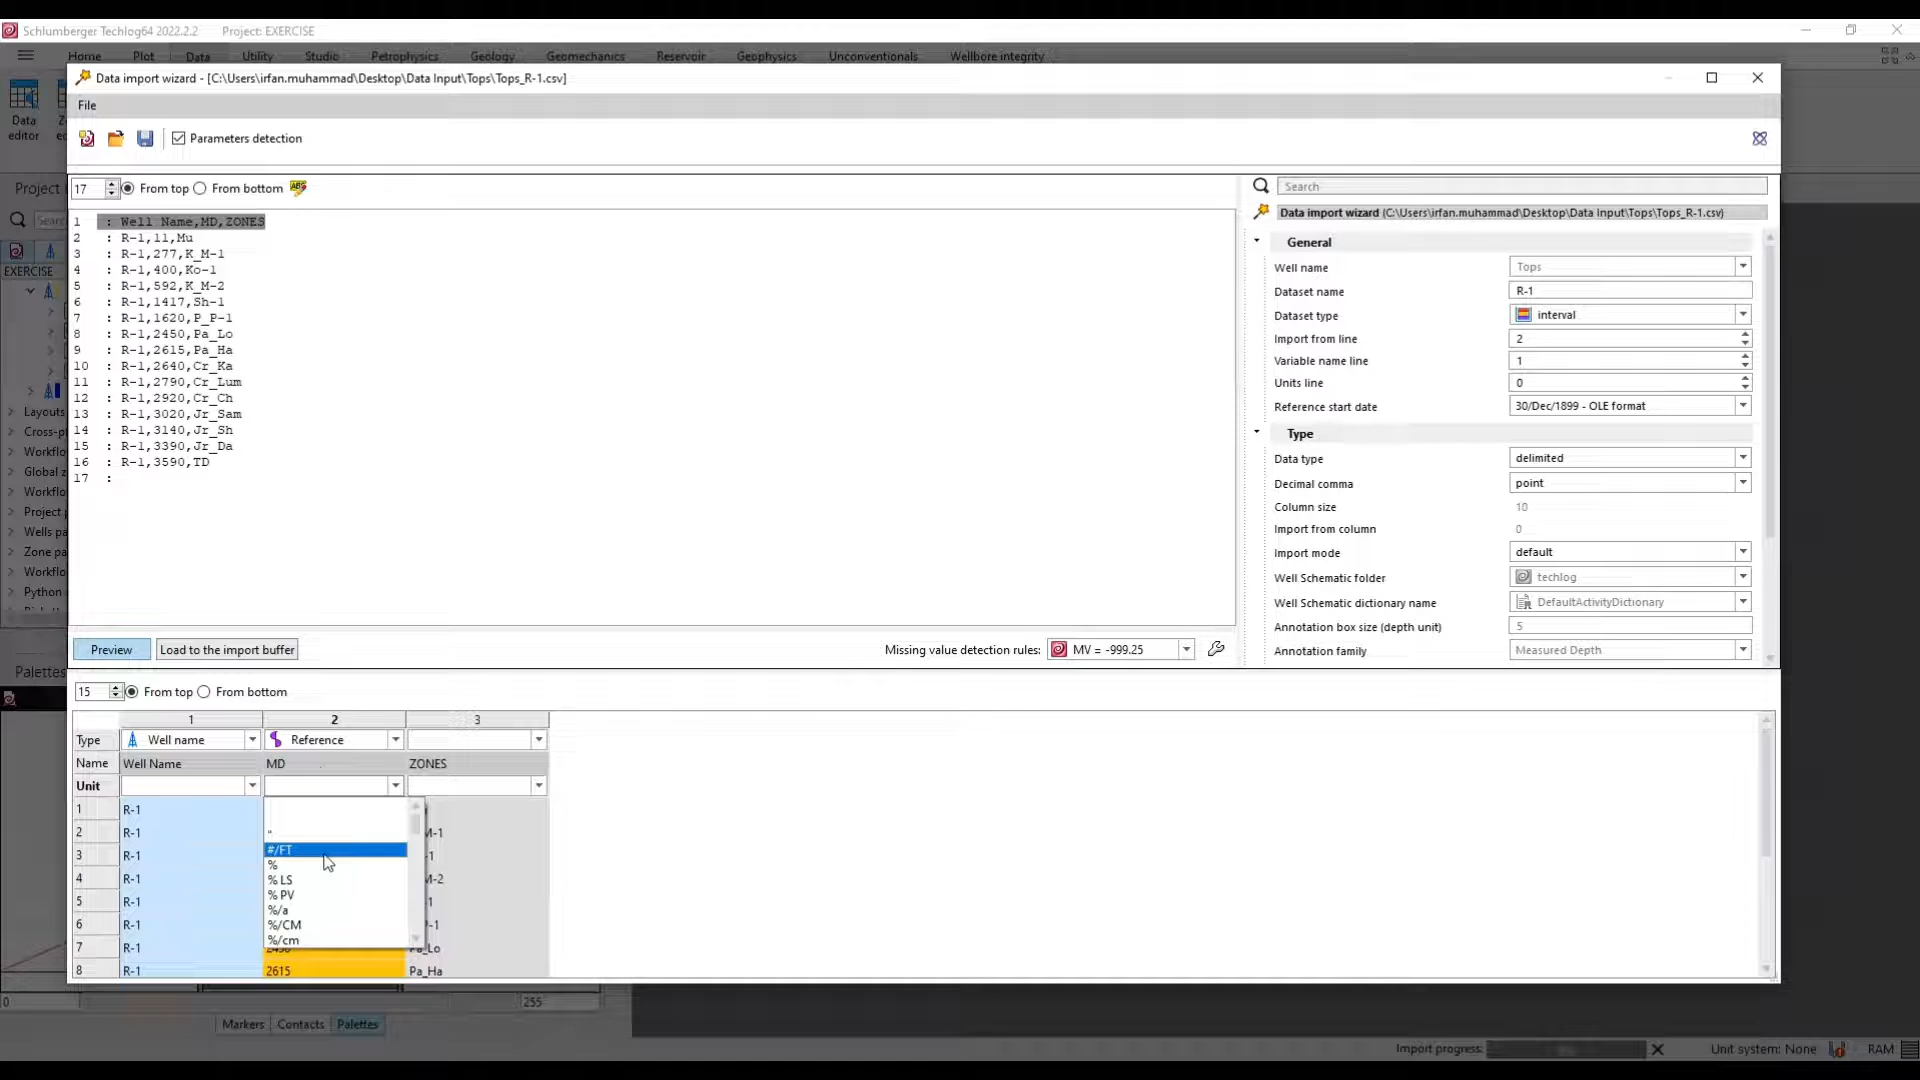 Schlumberger Techlog64 2022.2.2 Project: EXERCISE
Home Plot Data Utility Studio Petrophysics Geology Geomechanics Reservoir Geophysics Unconventionals Wellbore integrity
Data import wizard - [C:\Users\irfan.muhammad\Desktop\Data Input\Tops\Tops_R-1.csv]
File
Data
editor
Parameters detection
Project
17 From top From bottom
Search
Data import wizard (C:\Users\irfan.muhammad\Desktop\Data Input\Tops\Tops_R-1.csv)
1 : Well Name,MD,ZONES
2 : R-1,11,Mu
3 : R-1,277,K_M-1
4 : R-1,400,Ko-1
5 : R-1,592,K_M-2
6 : R-1,1417,Sh-1
7 : R-1,1620,P_P-1
8 : R-1,2450,Pa_Lo
9 : R-1,2615,Pa_Ha
10 : R-1,2640,Cr_Ka
11 : R-1,2790,Cr_Lum
12 : R-1,2920,Cr_Ch
13 : R-1,3020,Jr_Sam
14 : R-1,3140,Jr_Sh
15 : R-1,3390,Jr_Da
16 : R-1,3590,TD
17 :
EXERCISE
Layouts
Cross-p
Workflo
Global z
Workflo
Project p
Wells pa
Zone pa
Workflo
Python
General
Well name Tops
Dataset name R-1
Dataset type interval
Import from line 2
Variable name line 1
Units line 0
Reference start date 30/Dec/1899 - OLE format
Type
Data type delimited
Decimal comma point
Column size 10
Import from column 0
Import mode default
Well Schematic folder techlog
Well Schematic dictionary name DefaultActivityDictionary
Annotation box size (depth unit) 5
Annotation family Measured Depth
Preview Load to the import buffer Missing value detection rules: MV = -999.25
Palettes
15 From top From bottom
1 2 3
Type Well name Reference
Name Well Name MD ZONES
Unit
1 R-1
2 R-1 " M-1
3 R-1 #/FT -1
%
4 R-1 % LS M-2
5 R-1 % PV -1
%/a
6 R-1 %/CM P-1
%/cm
7 R-1 2450 Pa_Lo
8 R-1 2615 Pa_Ha
0 255
Markers Contacts Palettes
Import progress: Unit system: None RAM